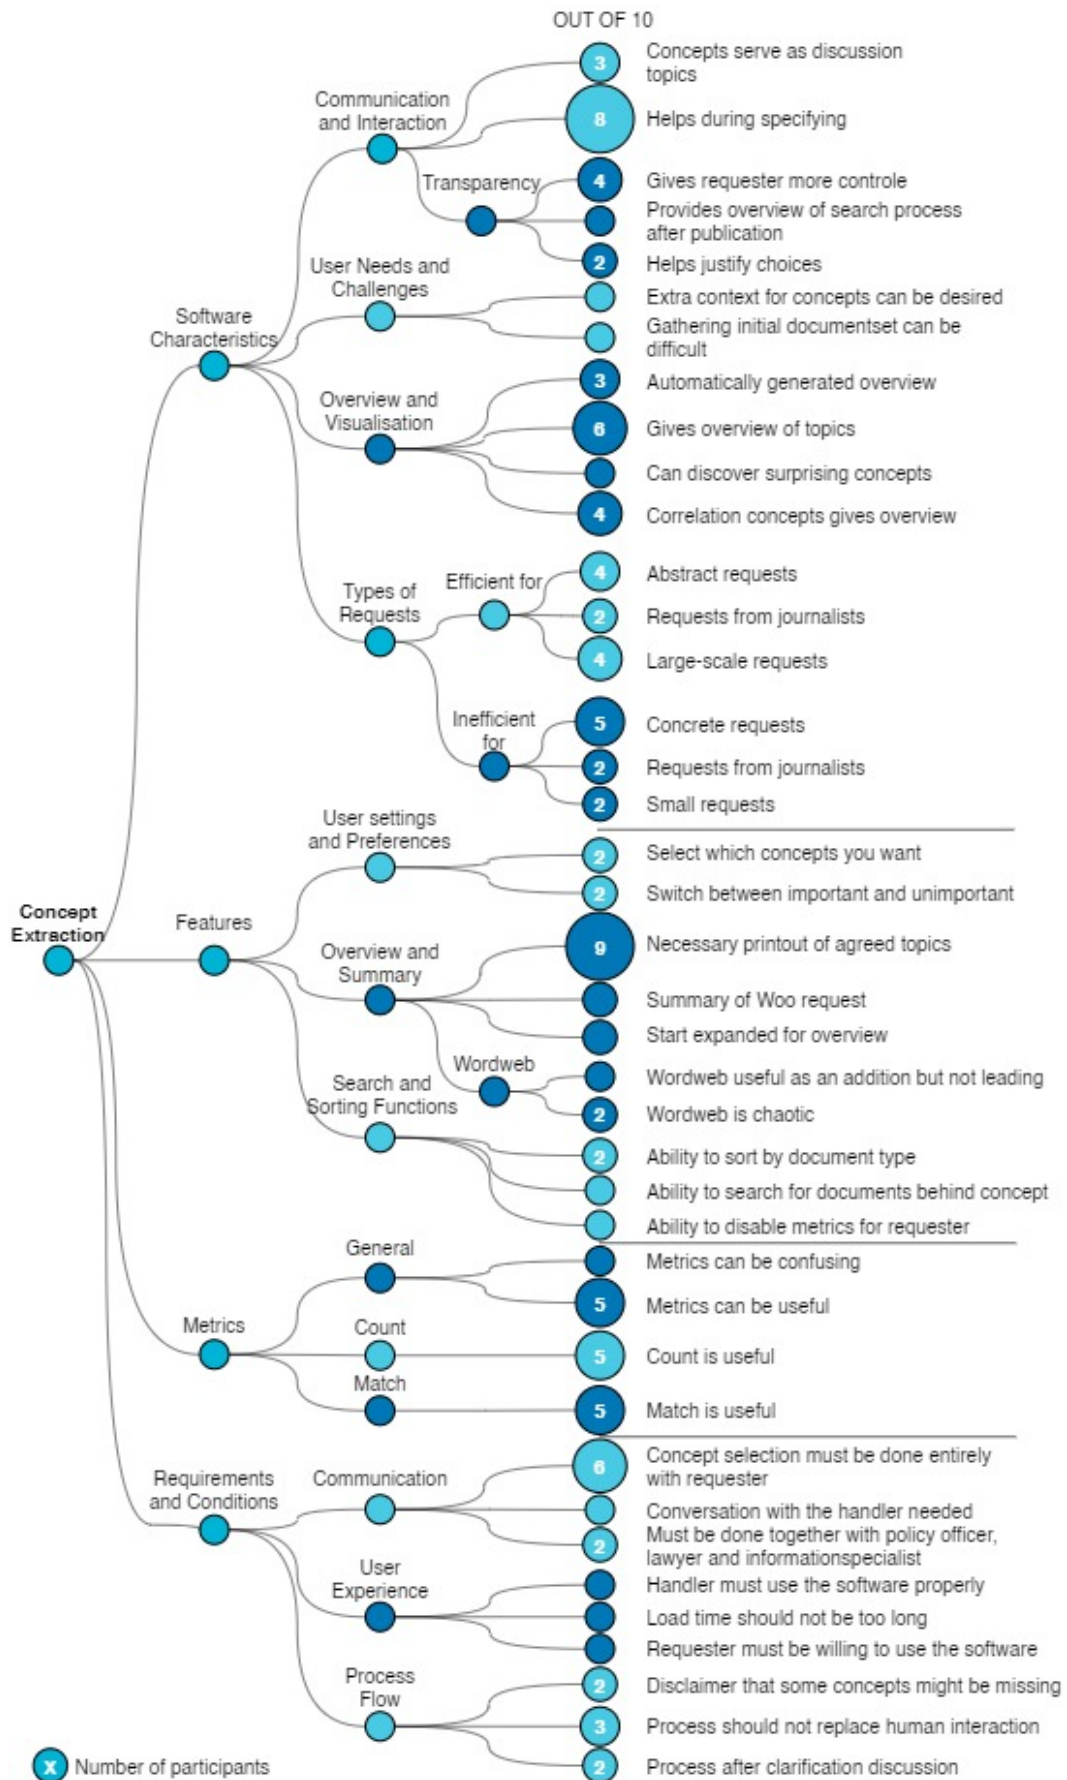 OUT OF 10
3
Concepts serve as discussion
topics
Communication
and Interaction
8
Helps during specifying
Transparency
4
Gives requester more controle
Provides overview of search process
after publication
2
Helps justify choices
User Needs and
Challenges
Extra context for concepts can be desired
Gathering initial documentset can be
difficult
Software
Characteristics
3
Automatically generated overview
Overview and
Visualisation
6
Gives overview of topics
Can discover surprising concepts
4
Correlation concepts gives overview
Types of
Requests
Efficient for
4
Abstract requests
2
Requests from journalists
4
Large-scale requests
Inefficient
for
5
Concrete requests
2
Requests from journalists
2
Small requests
User settings
and Preferences
2
Select which concepts you want
2
Switch between important and unimportant
Concept
Extraction
Features
Overview and
Summary
9
Necessary printout of agreed topics
Summary of Woo request
Start expanded for overview
Wordweb
Wordweb useful as an addition but not leading
2
Wordweb is chaotic
Search and
Sorting Functions
2
Ability to sort by document type
Ability to search for documents behind concept
Ability to disable metrics for requester
General
Metrics can be confusing
5
Metrics can be useful
Metrics
Count
5
Count is useful
Match
5
Match is useful
Requirements
and Conditions
Communication
6
Concept selection must be done entirely
with requester
Conversation with the handler needed
2
Must be done together with policy officer,
lawyer and informationspecialist
User
Experience
Handler must use the software properly
Load time should not be too long
Requester must be willing to use the software
Process
Flow
2
Disclaimer that some concepts might be missing
3
Process should not replace human interaction
2
Process after clarification discussion
x
Number of participants